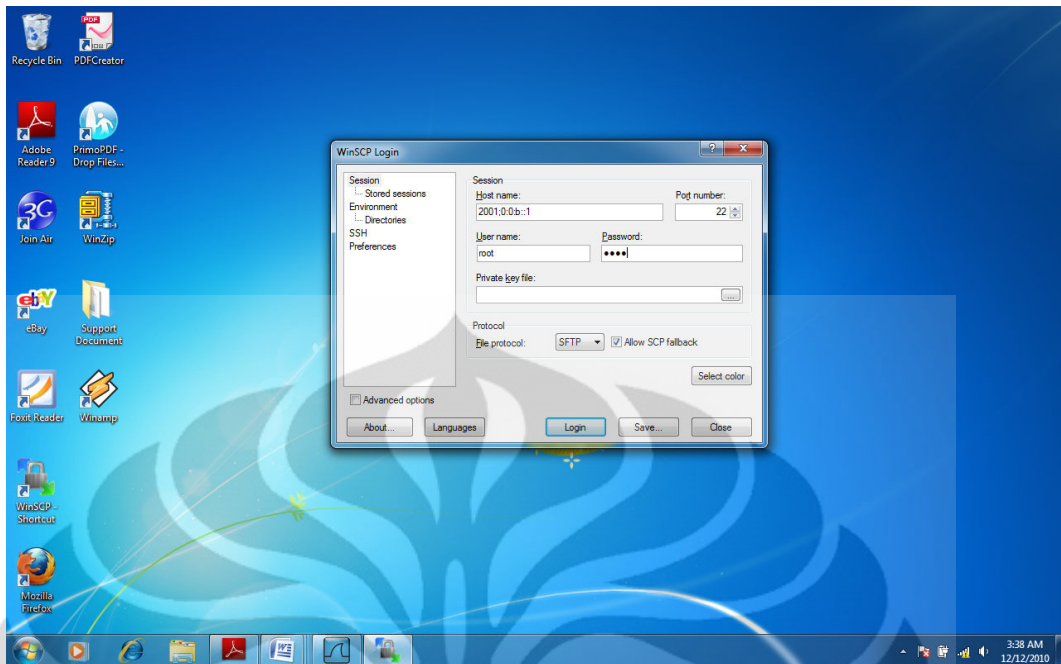 Recycle Bin
PDFCreator
Adobe
Reader 9
PrimoPDF -
Drop Files...
Join Air
WinZip
eBay
Support
Document
Foxit Reader
Winamp
WinSCP -
Shortcut
Mozilla
Firefox
WinSCP Login
Session
Stored sessions
Environment
Directories
SSH
Preferences
Advanced options
About...
Languages
Session
Host name:
Port number:
2001;0:0:b::1
22
User name:
Password:
root
••••
Private key file:
...
Protocol
File protocol:
SFTP
Allow SCP fallback
Select color
Login
Save...
Close
3:38 AM
12/12/2010